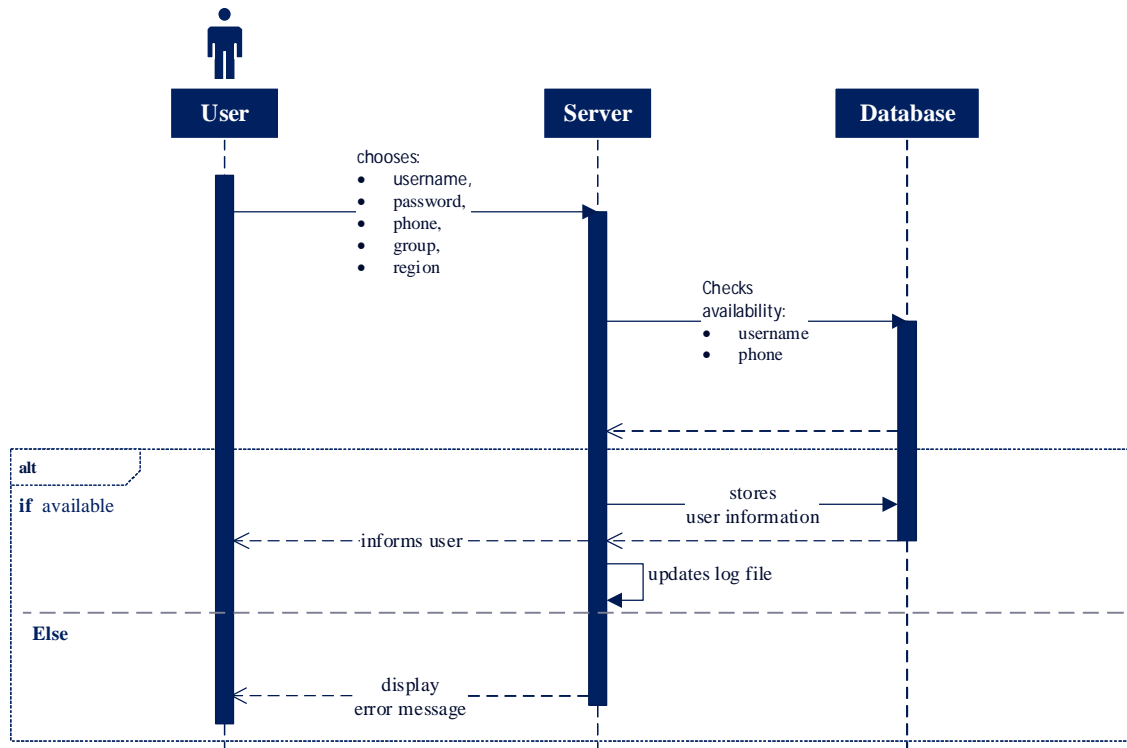 User
Server
Database
chooses:
• username,
• password,
• phone,
• group,
• region
Checks
availability:
• username
• phone
alt
if available
stores
user information
informs user
updates log file
Else
display
error message